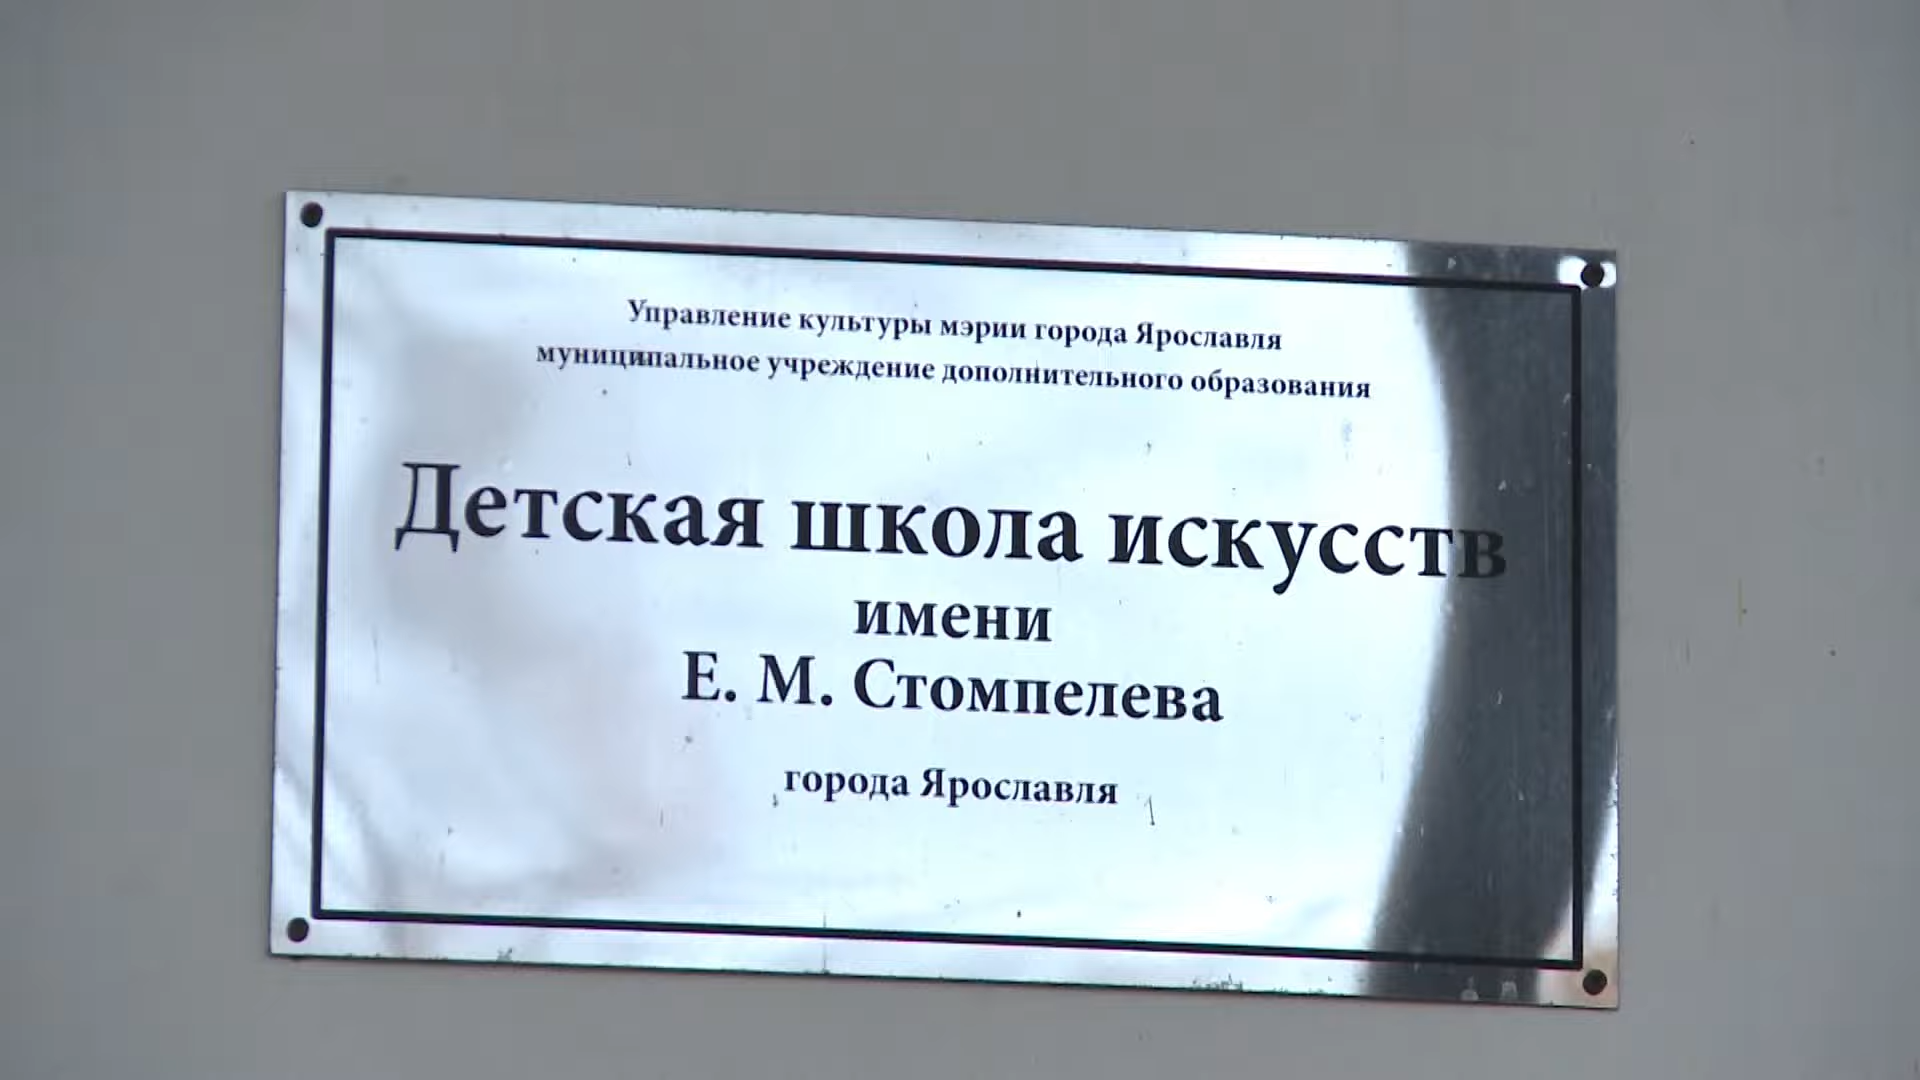 Управление культуры мэрии города Ярославля
муниципальное учреждение дополнительного образования
Детская школа искусств
имени
Е. М. Стомпелева
города Ярославля